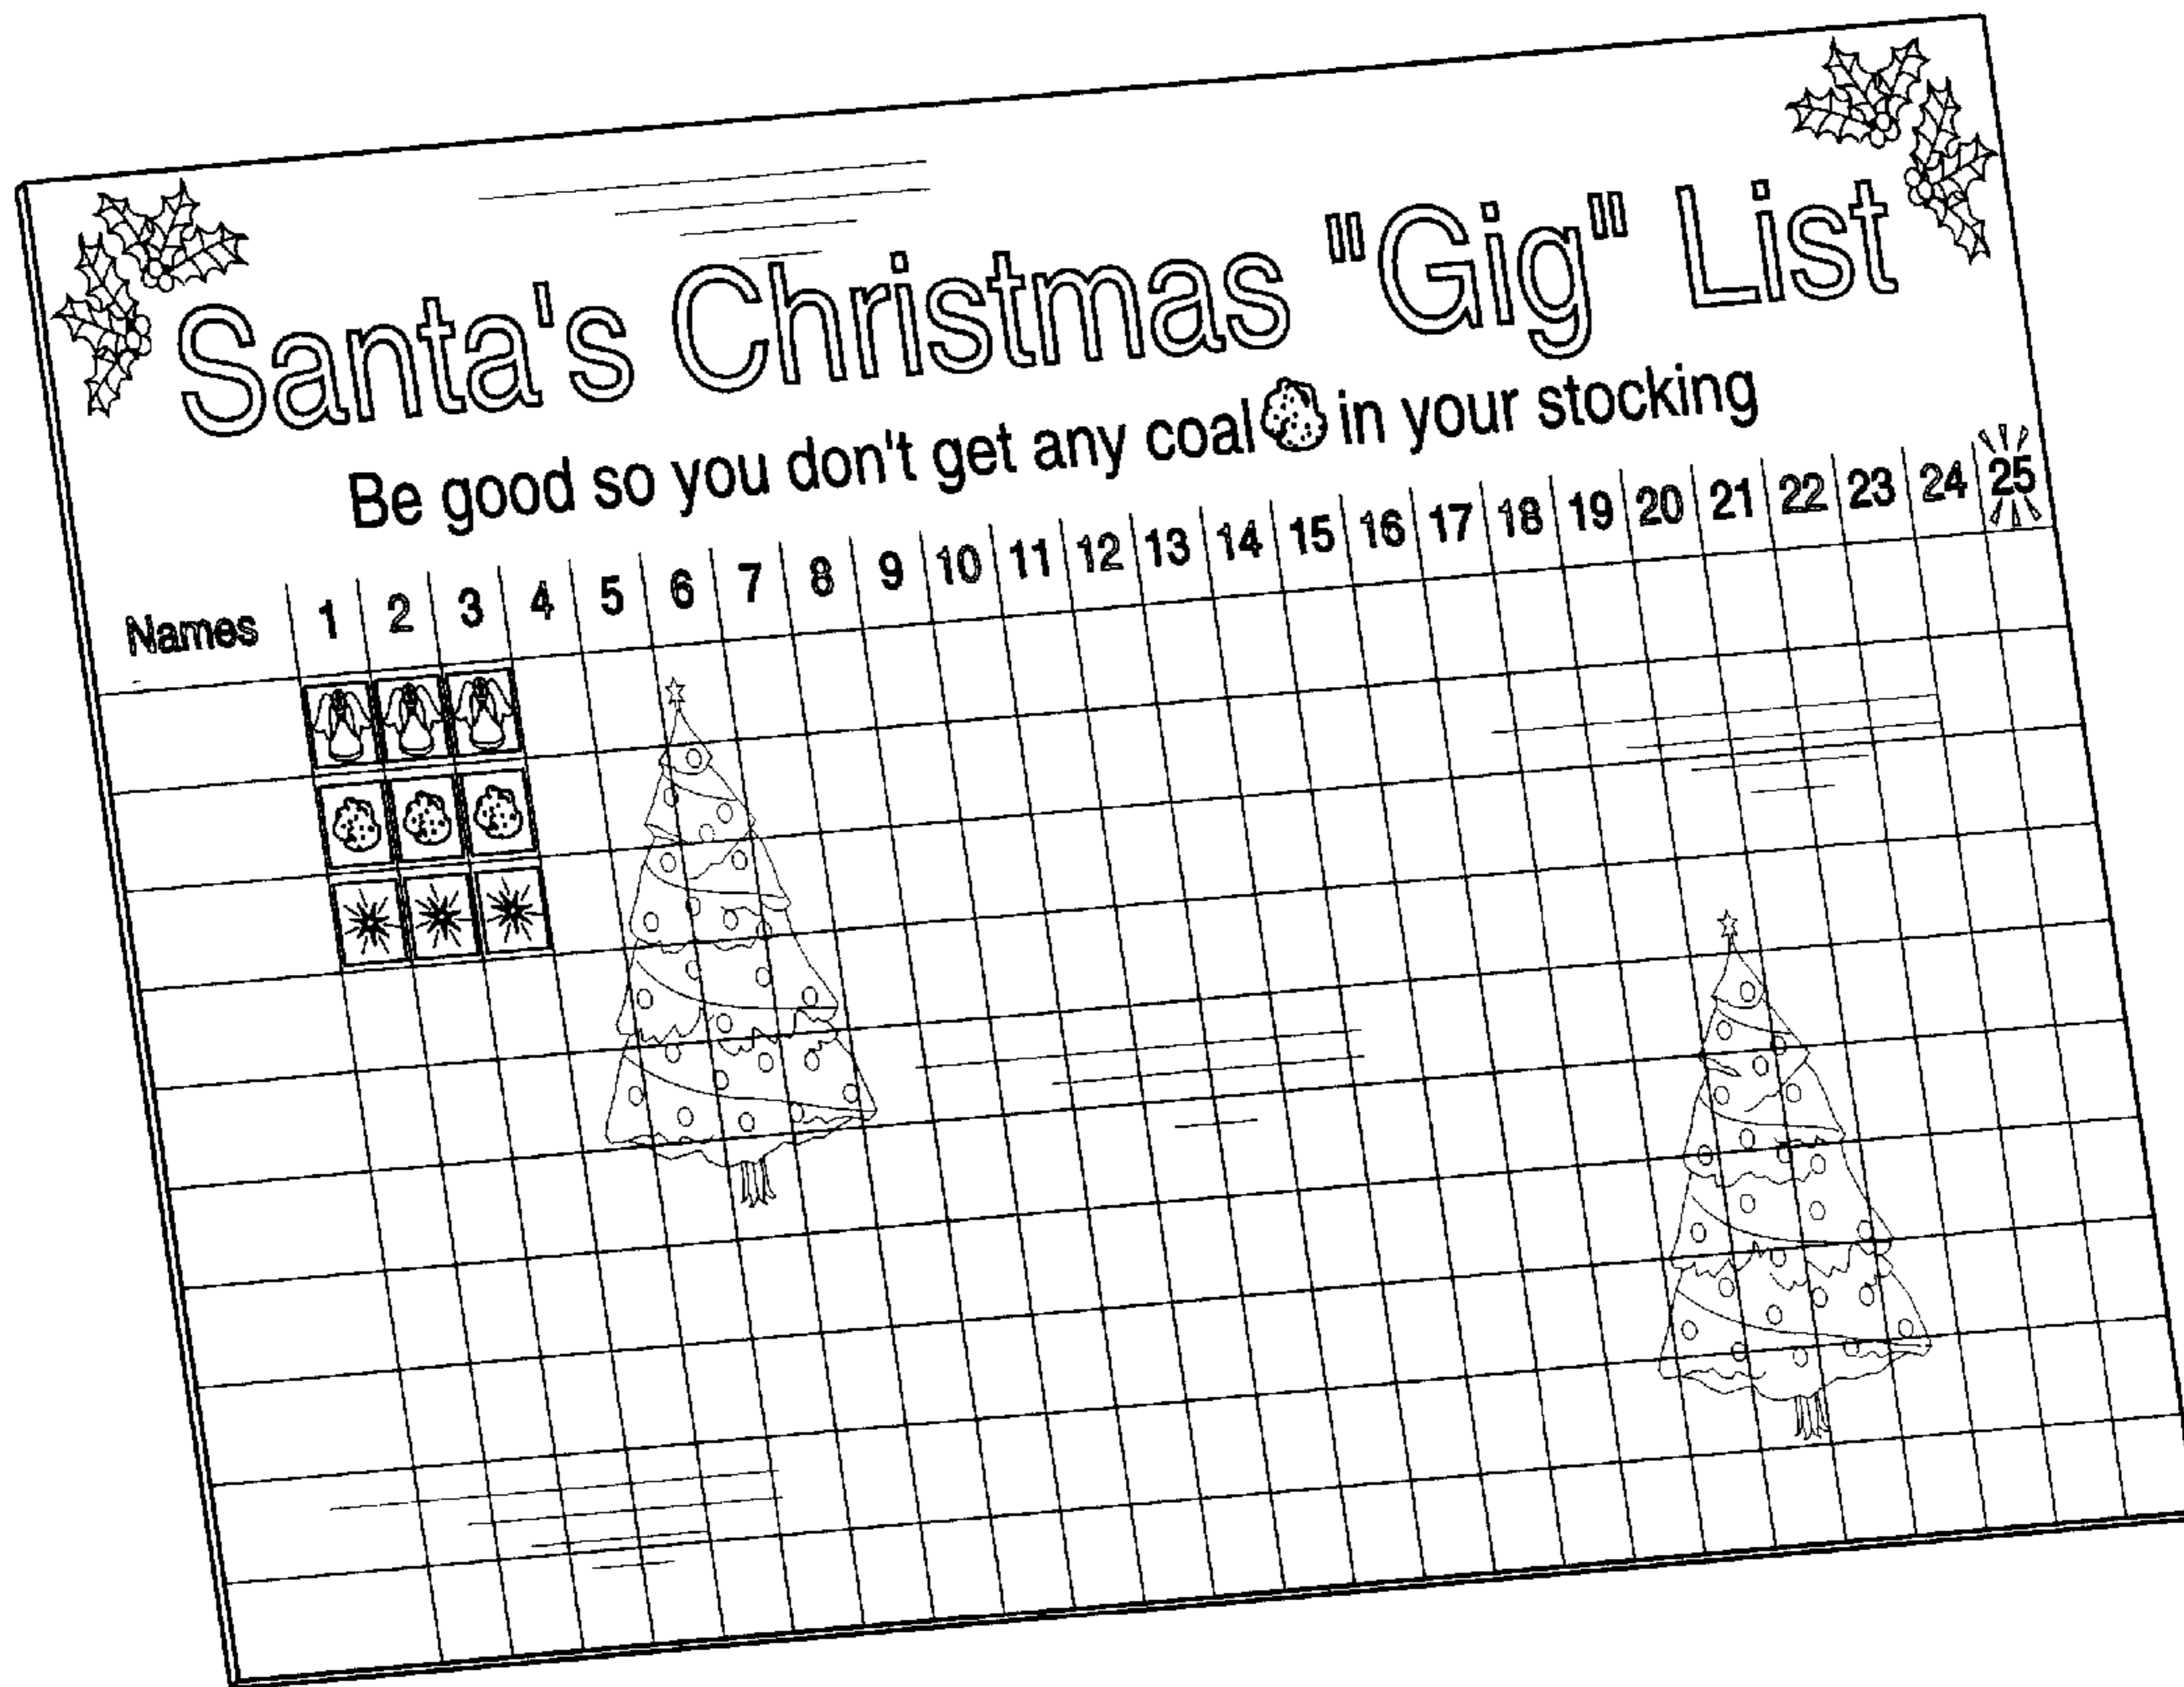 Santa's Christmas "Gig" List
Be good so you don't get any coal in your stocking
Names 1 2 3 4 5 6 7 8 9 10 11 12 13 14 15 16 17 18 19 20 21 22 23 24 25